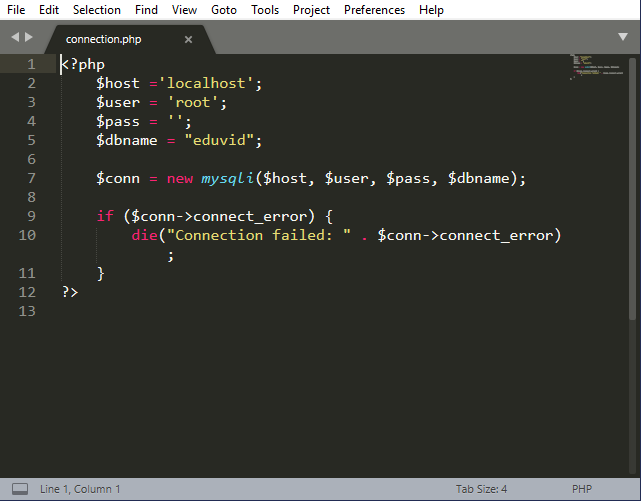 File Edit Selection Find View Goto Tools Project Preferences Help
connection.php ×
1 <?php
2     $host ='localhost';
3     $user = 'root';
4     $pass = '';
5     $dbname = "eduvid";
6
7     $conn = new mysqli($host, $user, $pass, $dbname);
8
9     if ($conn->connect_error) {
10         die("Connection failed: " . $conn->connect_error)
            ;
11     }
12 ?>
13
Line 1, Column 1 Tab Size: 4 PHP